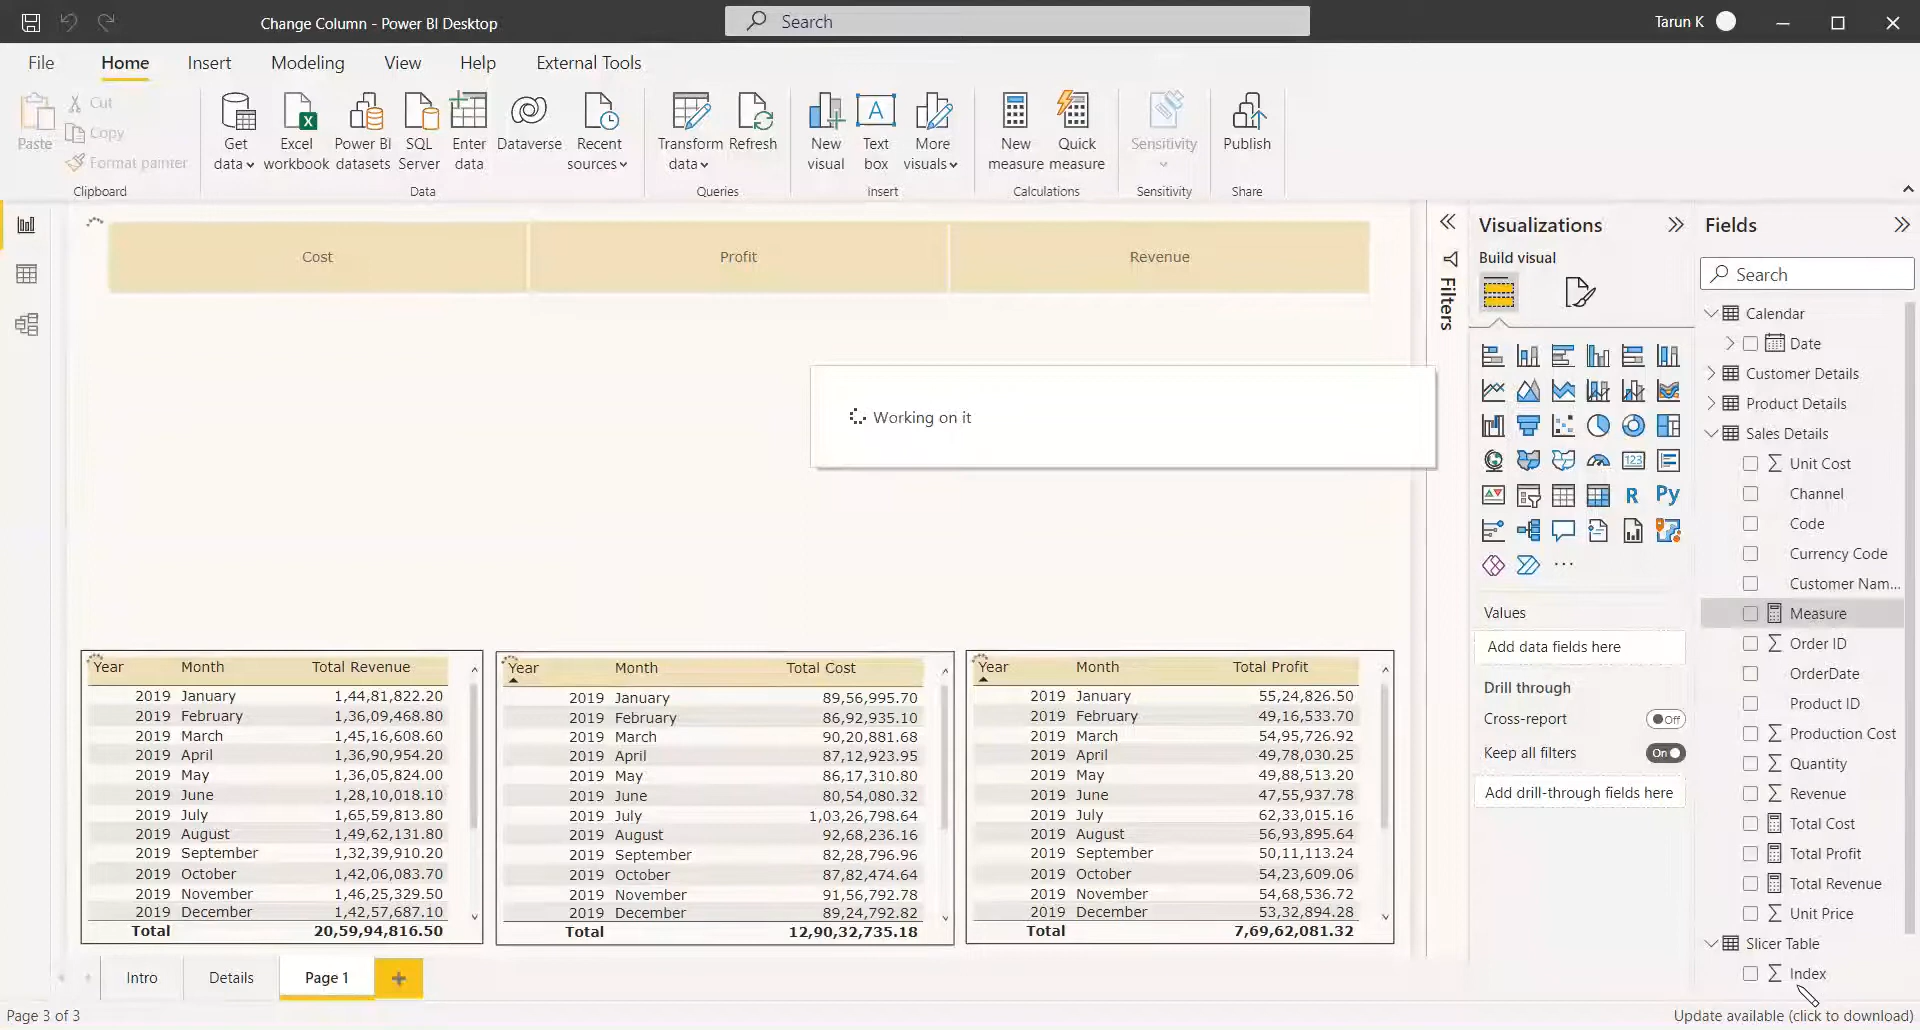 Change Column - Power BI Desktop
Search
Tarun K
File
Home
Insert
Modeling
View
Help
External Tools
Paste
Cut
Copy
Format painter
Clipboard
Get data
Excel workbook
Power BI datasets
SQL Server
Enter data
Dataverse
Recent sources
Data
Transform data
Refresh
Queries
New visual
A
Text box
More visuals
Insert
New measure
Quick measure
Calculations
Sensitivity
Sensitivity
Publish
Share
Cost
Profit
Revenue
Working on it
Year Month Total Revenue
2019 January 1,44,81,822.20
2019 February 1,36,09,468.80
2019 March 1,45,16,608.60
2019 April 1,36,90,954.20
2019 May 1,36,05,824.00
2019 June 1,28,10,018.10
2019 July 1,65,59,813.80
2019 August 1,49,62,131.80
2019 September 1,32,39,910.20
2019 October 1,42,06,083.70
2019 November 1,46,25,329.50
2019 December 1,42,57,687.10
Total 20,59,94,816.50
Year Month Total Cost
2019 January 89,56,995.70
2019 February 86,92,935.10
2019 March 90,20,881.68
2019 April 87,12,923.95
2019 May 86,17,310.80
2019 June 80,54,080.32
2019 July 1,03,26,798.64
2019 August 92,68,236.16
2019 September 82,28,796.96
2019 October 87,82,474.64
2019 November 91,56,792.78
2019 December 89,24,792.82
Total 12,90,32,735.18
Year Month Total Profit
2019 January 55,24,826.50
2019 February 49,16,533.70
2019 March 54,95,726.92
2019 April 49,78,030.25
2019 May 49,88,513.20
2019 June 47,55,937.78
2019 July 62,33,015.16
2019 August 56,93,895.64
2019 September 50,11,113.24
2019 October 54,23,609.06
2019 November 54,68,536.72
2019 December 53,32,894.28
Total 7,69,62,081.32
Filters
Visualizations
Build visual
123
R
Py
...
Values
Add data fields here
Drill through
Cross-report
Off
Keep all filters
On
Add drill-through fields here
Fields
Search
Calendar
Date
Customer Details
Product Details
Sales Details
Unit Cost
Channel
Code
Currency Code
Customer Nam...
Measure
Order ID
OrderDate
Product ID
Production Cost
Quantity
Revenue
Total Cost
Total Profit
Total Revenue
Unit Price
Slicer Table
Index
Intro
Details
Page 1
Page 3 of 3
Update available (click to download)